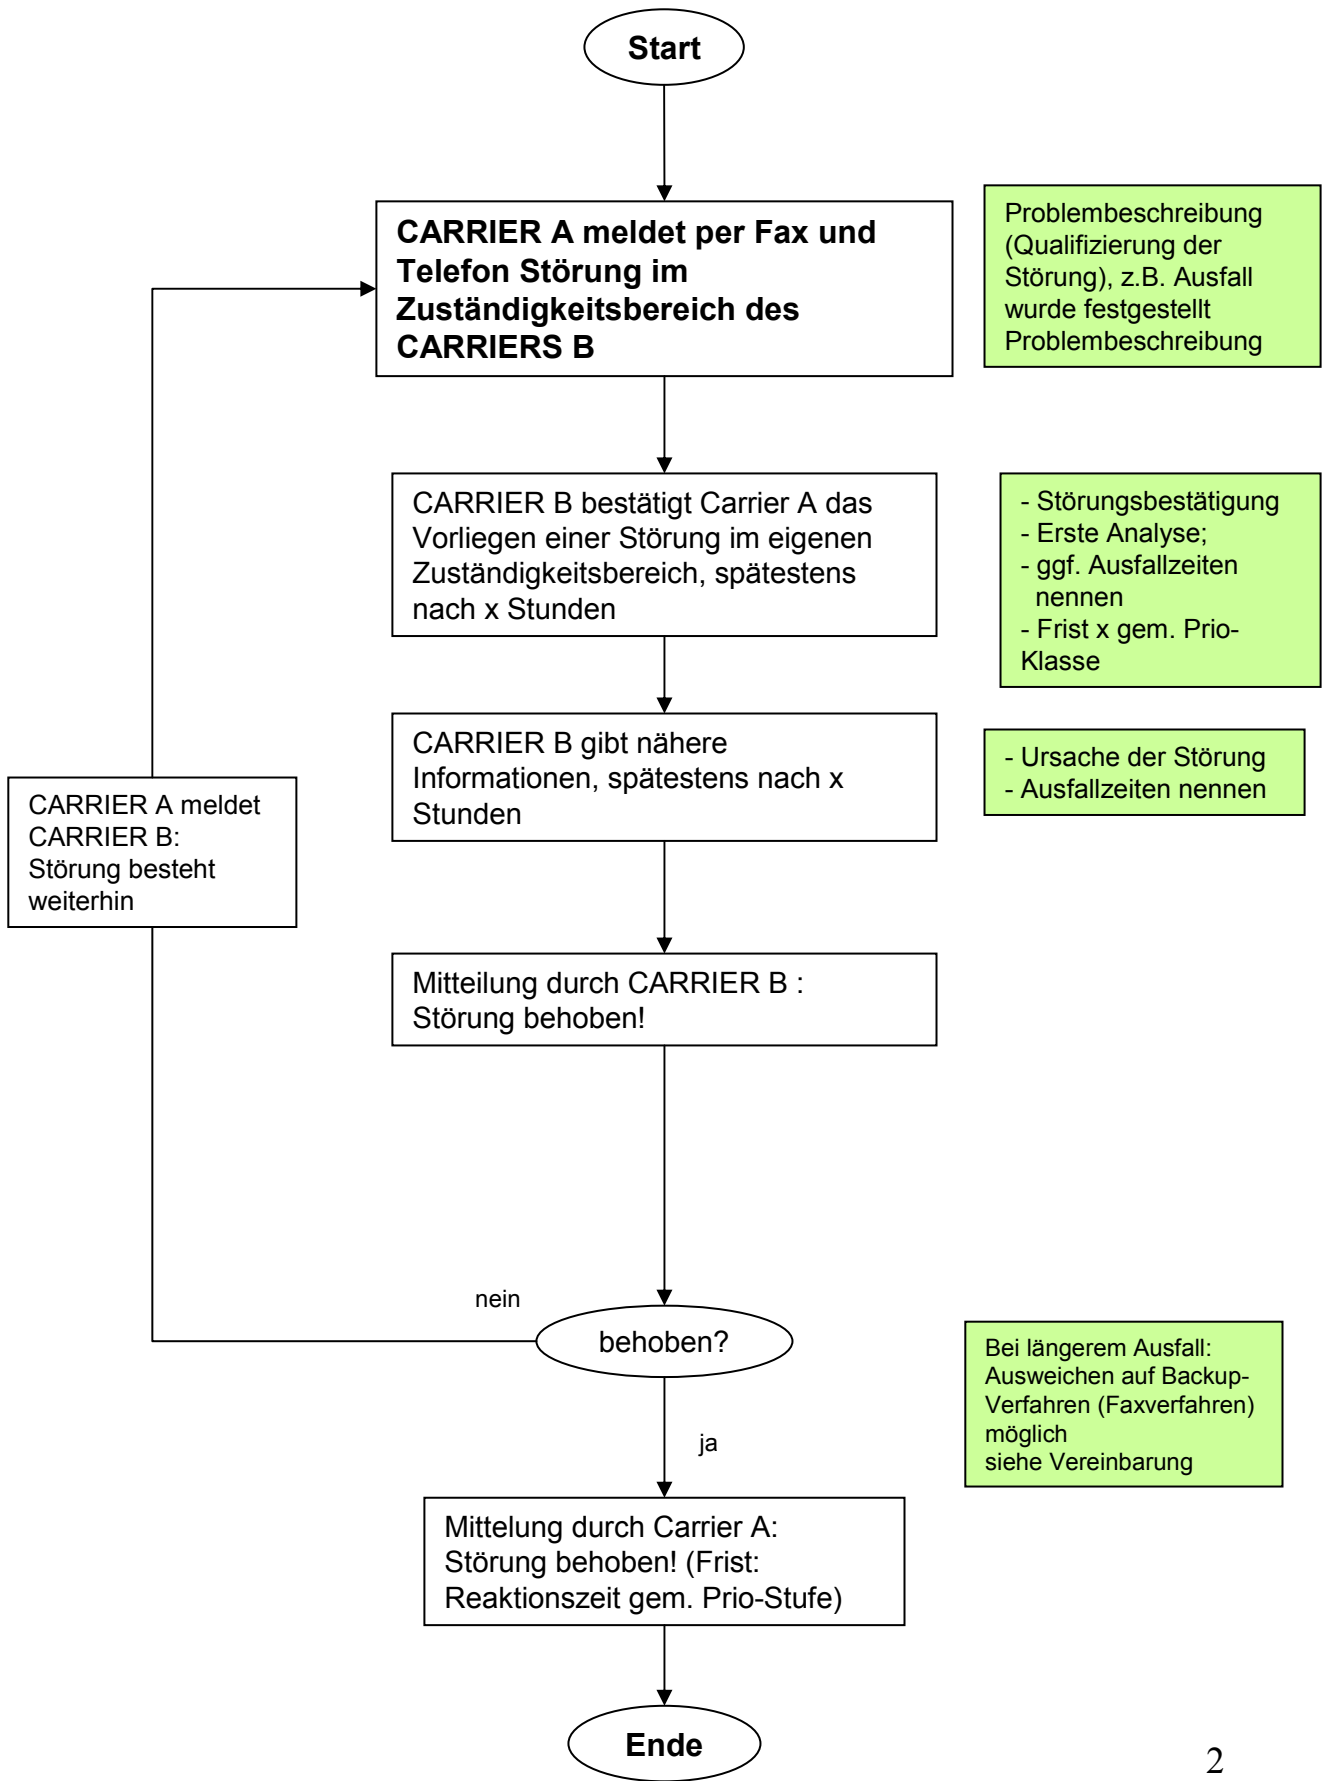 Start
CARRIER A meldet per Fax und
Telefon Störung im
Zuständigkeitsbereich des
CARRIERS B
Problembeschreibung
(Qualifizierung der
Störung), z.B. Ausfall
wurde festgestellt
Problembeschreibung
CARRIER B bestätigt Carrier A das
Vorliegen einer Störung im eigenen
Zuständigkeitsbereich, spätestens
nach x Stunden
- Störungsbestätigung
- Erste Analyse;
- ggf. Ausfallzeiten
nennen
- Frist x gem. Prio-
Klasse
CARRIER B gibt nähere
Informationen, spätestens nach x
Stunden
- Ursache der Störung
- Ausfallzeiten nennen
CARRIER A meldet
CARRIER B:
Störung besteht
weiterhin
Mitteilung durch CARRIER B :
Störung behoben!
nein
behoben?
Bei längerem Ausfall:
Ausweichen auf Backup-
Verfahren (Faxverfahren)
möglich
siehe Vereinbarung
ja
Mittelung durch Carrier A:
Störung behoben! (Frist:
Reaktionszeit gem. Prio-Stufe)
Ende
2